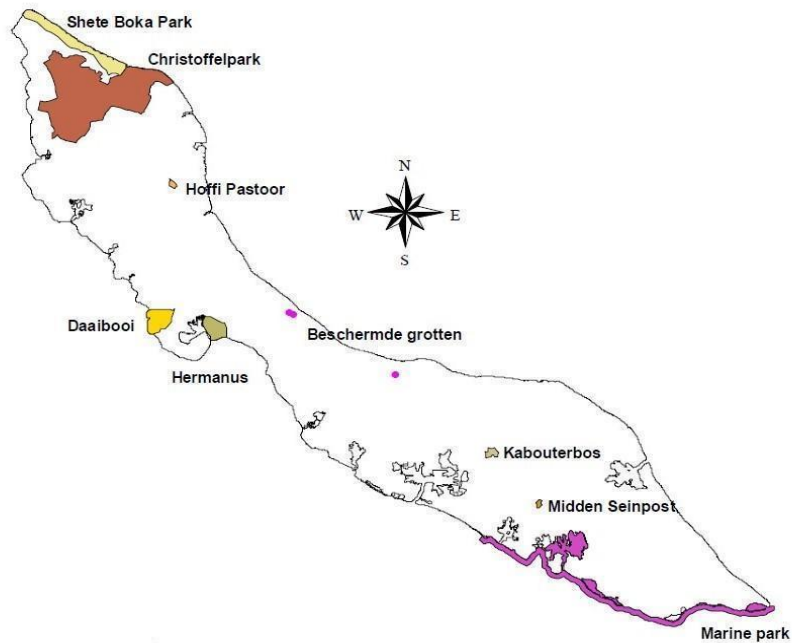 Shete Boka Park
Christoffelpark
Hoffi Pastoor
N
W
E
S
Daaibooi
Beschermde grotten
Hermanus
Kabouterbos
Midden Seinpost
Marine park